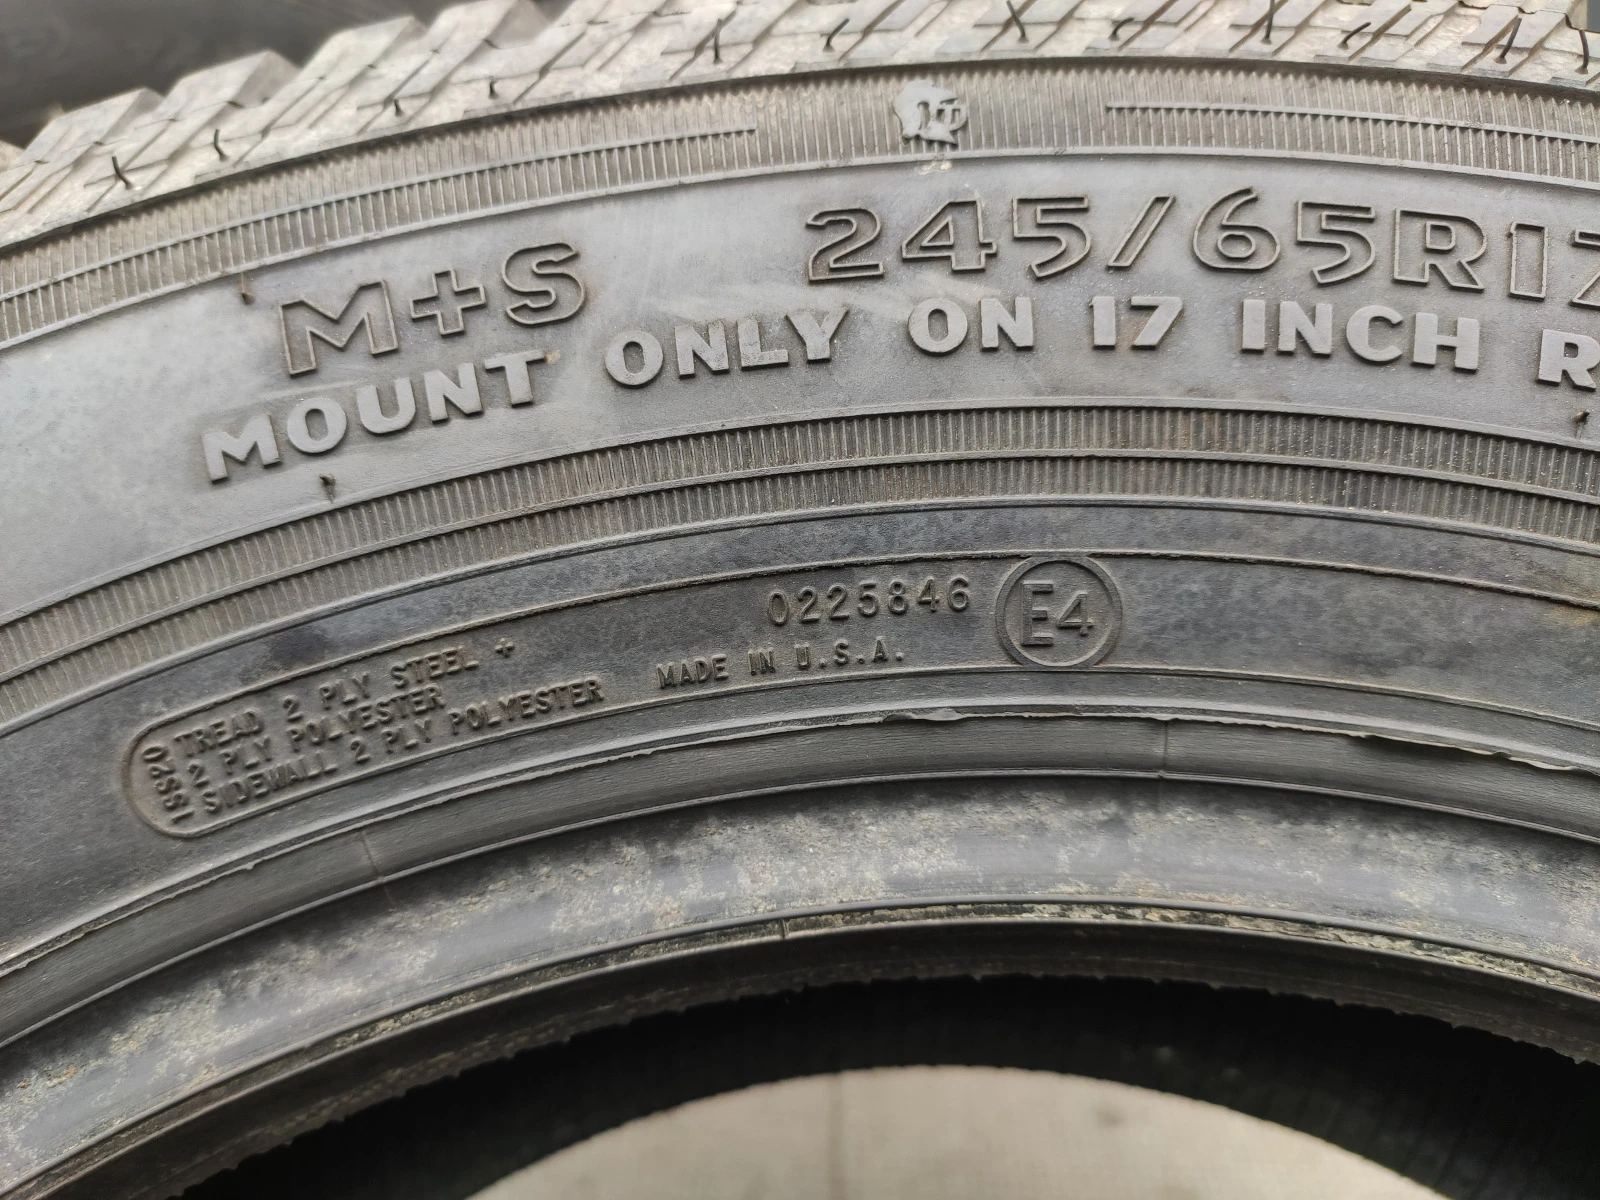 245/65R17
M+S
MOUNT ONLY ON 17 INCH R
0225846 E4
MADE IN U.S.A.
TREAD 2 PLY STEEL +
2 PLY POLYESTER
SIDEWALL 2 PLY POLYESTER